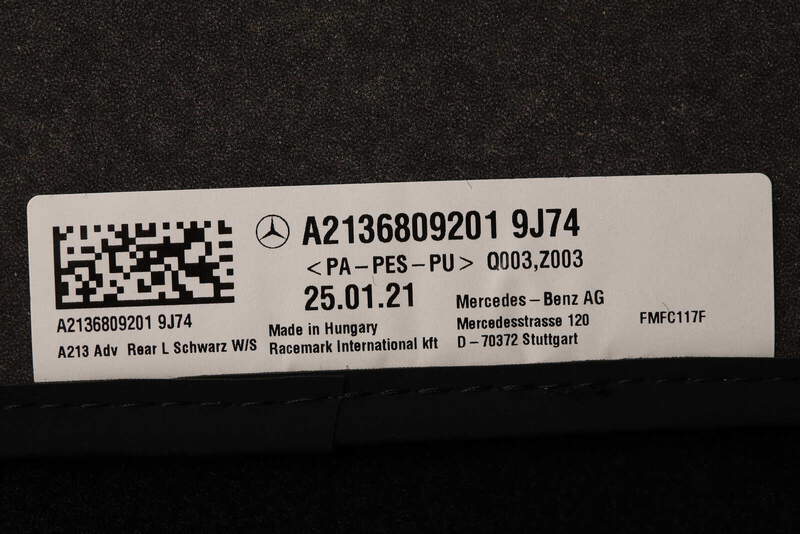 A2136809201 9J74
<PA-PES-PU> Q003,Z003
25.01.21
A2136809201 9J74
A213 Adv Rear L Schwarz W/S
Made in Hungary
Racemark International kft
Mercedes-Benz AG
Mercedesstrasse 120
D-70372 Stuttgart
FMFC117F